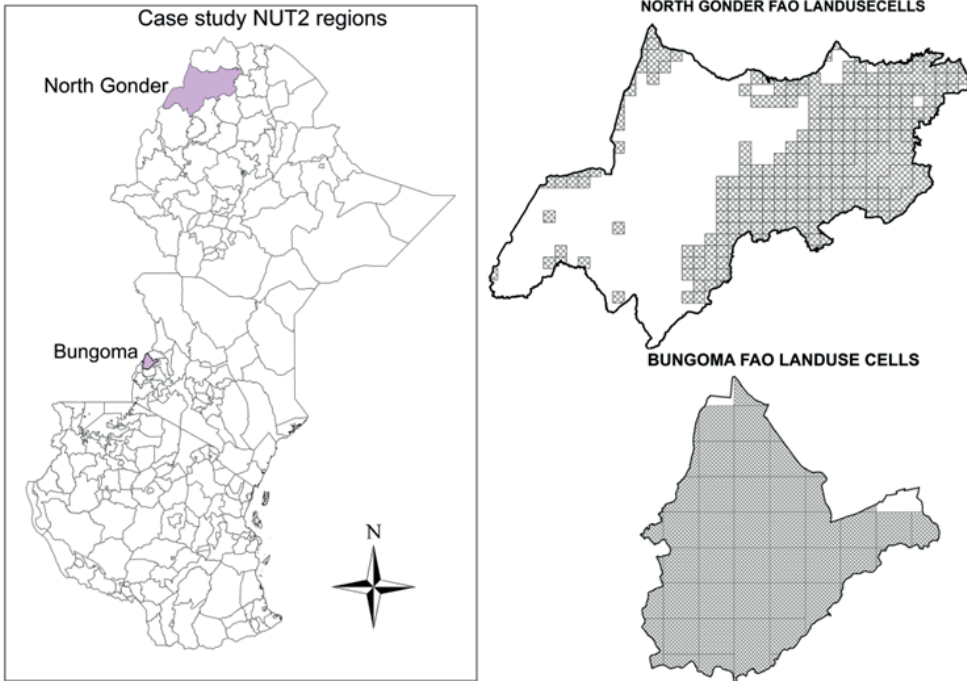 Case study NUT2 regions
North Gonder
Bungoma
N
NORTH GONDER FAO LANDUSECELLS
BUNGOMA FAO LANDUSE CELLS